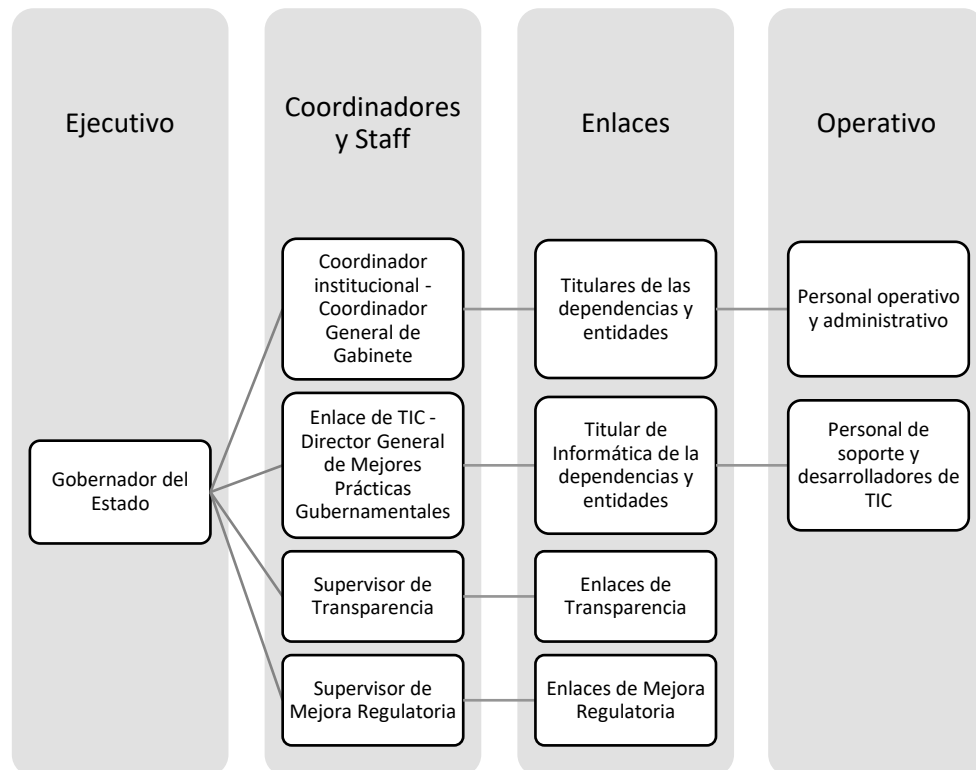 Ejecutivo
Coordinadores
y Staff
Enlaces
Operativo
Gobernador del
Estado
Coordinador
institucional -
Coordinador
General de
Gabinete
Titulares de las
dependencias y
entidades
Personal operativo
y administrativo
Enlace de TIC -
Director General
de Mejores
Prácticas
Gubernamentales
Titular de
Informática de la
dependencias y
entidades
Personal de
soporte y
desarrolladores de
TIC
Supervisor de
Transparencia
Enlaces de
Transparencia
Supervisor de
Mejora Regulatoria
Enlaces de Mejora
Regulatoria